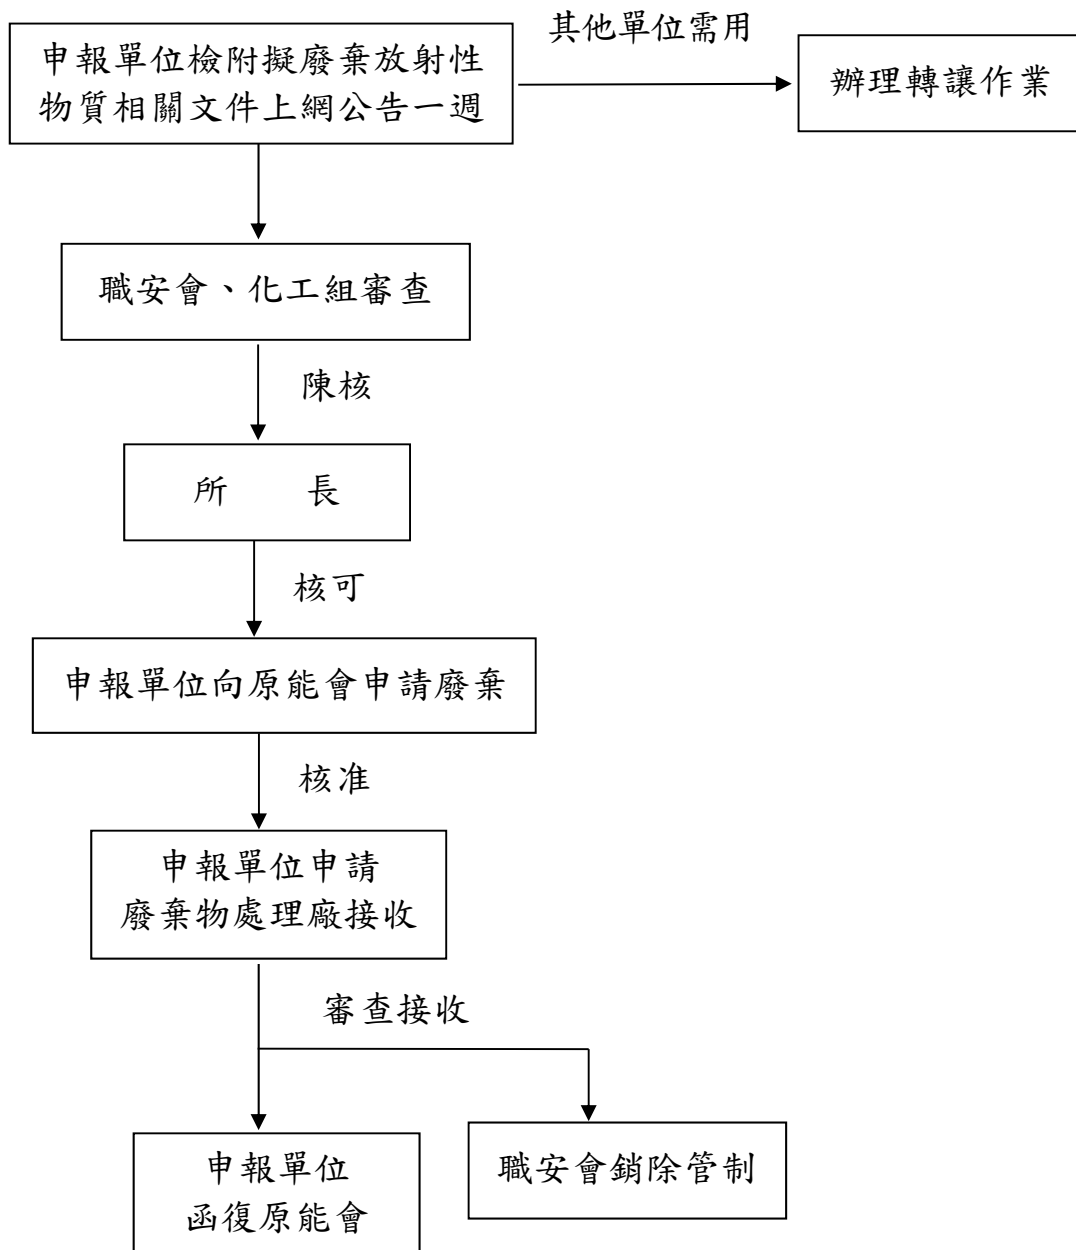 其他單位需用
申報單位檢附擬廢棄放射性
物質相關文件上網公告一週
辦理轉讓作業
職安會、化工組審查
陳核
所　　長
核可
申報單位向原能會申請廢棄
核准
申報單位申請
廢棄物處理廠接收
審查接收
申報單位
函復原能會
職安會銷除管制